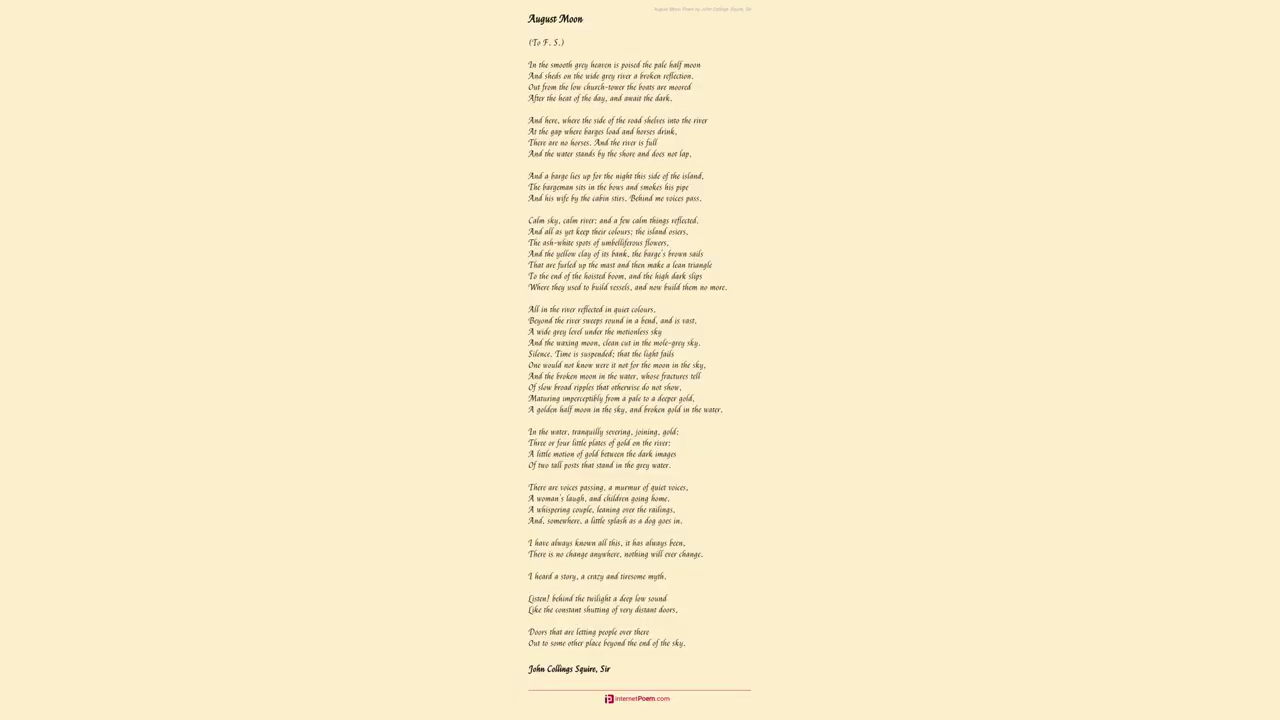 August Moon Poem by John Collings Squire, Sir
August Moon
(To F. S.)
In the smooth grey heaven is poised the pale half moon
And sheds on the wide grey river a broken reflection.
Out from the low church-tower the boats are moored
After the heat of the day, and await the dark.
And here, where the side of the road shelves into the river
At the gap where barges load and horses drink,
There are no horses. And the river is full
And the water stands by the shore and does not lap.
And a barge lies up for the night this side of the island,
The bargeman sits in the bows and smokes his pipe
And his wife by the cabin stirs. Behind me voices pass.
Calm sky, calm river: and a few calm things reflected.
And all as yet keep their colours; the island osiers,
The ash-white spots of umbelliferous flowers,
And the yellow clay of its bank, the barge's brown sails
That are furled up the mast and then make a lean triangle
To the end of the hoisted boom, and the high dark slips
Where they used to build vessels, and now build them no more.
All in the river reflected in quiet colours.
Beyond the river sweeps round in a bend, and is vast,
A wide grey level under the motionless sky
And the waxing moon, clean cut in the mole-grey sky.
Silence. Time is suspended; that the light fails
One would not know were it not for the moon in the sky,
And the broken moon in the water, whose fractures tell
Of slow broad ripples that otherwise do not show,
Maturing imperceptibly from a pale to a deeper gold,
A golden half moon in the sky, and broken gold in the water.
In the water, tranquilly severing, joining, gold:
Three or four little plates of gold on the river:
A little motion of gold between the dark images
Of two tall posts that stand in the grey water.
There are voices passing, a murmur of quiet voices,
A woman's laugh, and children going home.
A whispering couple, leaning over the railings,
And, somewhere, a little splash as a dog goes in.
I have always known all this, it has always been,
There is no change anywhere, nothing will ever change.
I heard a story, a crazy and tiresome myth.
Listen! behind the twilight a deep low sound
Like the constant shutting of very distant doors,
Doors that are letting people over there
Out to some other place beyond the end of the sky.
John Collings Squire, Sir
internetPoem.com